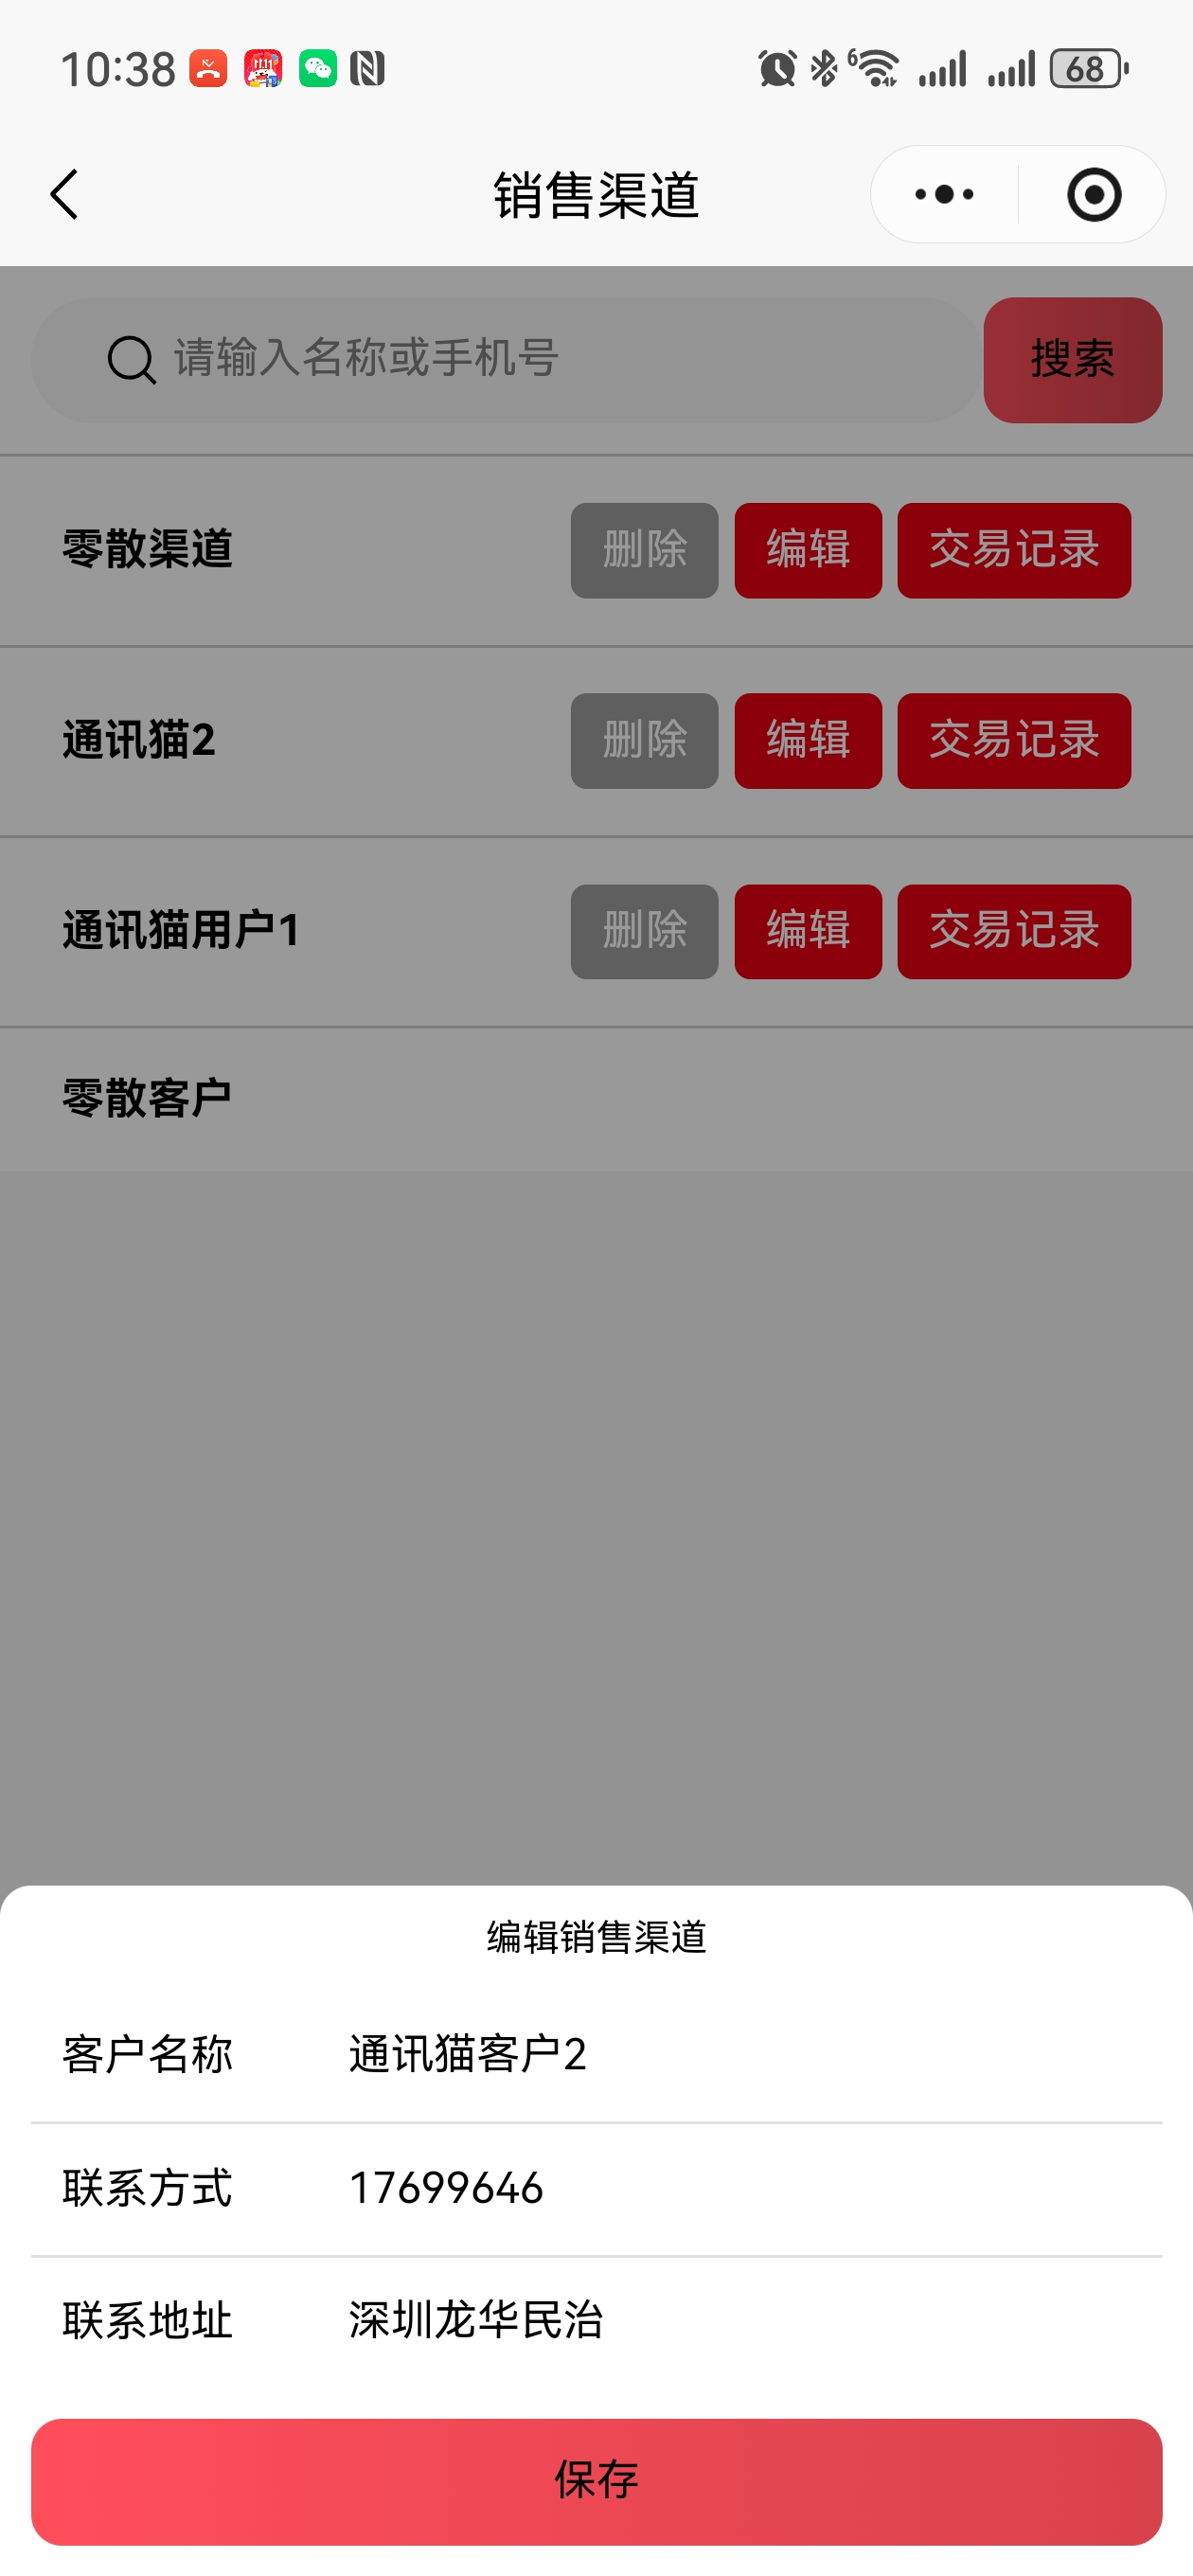 10:38 6 68
销售渠道
请输入名称或手机号 搜索
零散渠道 删除 编辑 交易记录
通讯猫2 删除 编辑 交易记录
通讯猫用户1 删除 编辑 交易记录
零散客户
编辑销售渠道
客户名称 通讯猫客户2
联系方式 17699646
联系地址 深圳龙华民治
保存